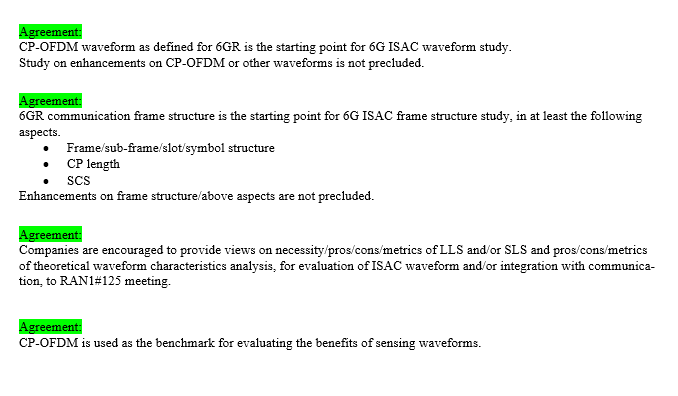 Agreement:
CP-OFDM waveform as defined for 6GR is the starting point for 6G ISAC waveform study.
Study on enhancements on CP-OFDM or other waveforms is not precluded.
Agreement:
6GR communication frame structure is the starting point for 6G ISAC frame structure study, in at least the following
aspects.
• Frame/sub-frame/slot/symbol structure
• CP length
• SCS
Enhancements on frame structure/above aspects are not precluded.
Agreement:
Companies are encouraged to provide views on necessity/pros/cons/metrics of LLS and/or SLS and pros/cons/metrics
of theoretical waveform characteristics analysis, for evaluation of ISAC waveform and/or integration with communica-
tion, to RAN1#125 meeting.
Agreement:
CP-OFDM is used as the benchmark for evaluating the benefits of sensing waveforms.